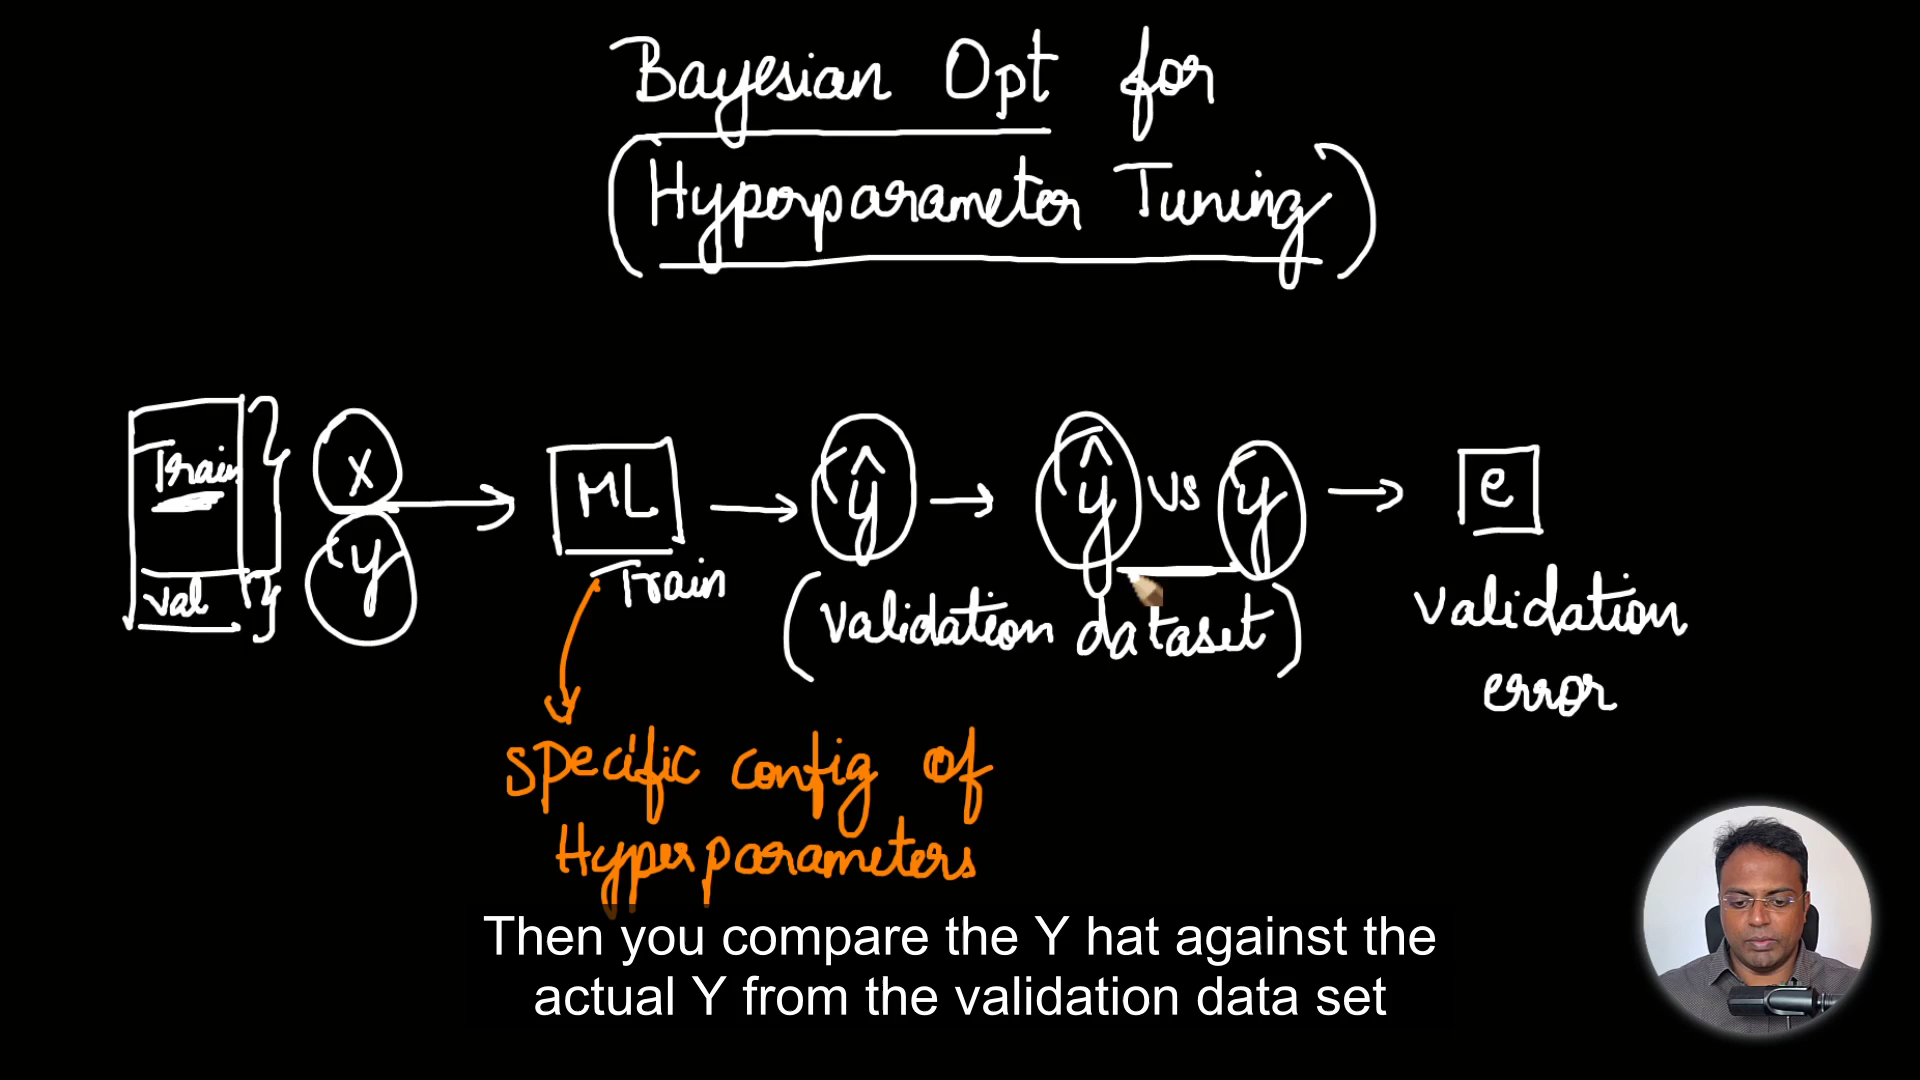 Bayesian Opt for
(Hyperparameter Tuning)
Train
val
x
y
ML
Train
ŷ
ŷ vs y
(validation dataset)
e
validation
error
specific config of
Hyperparameters
Then you compare the Y hat against the
actual Y from the validation data set